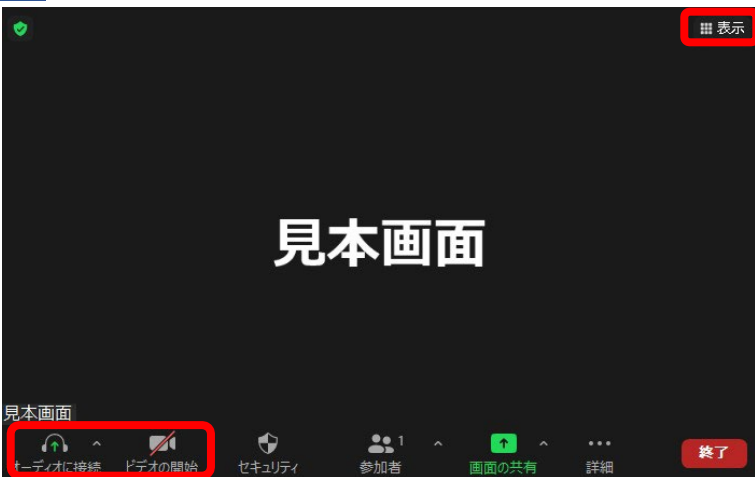 表示
見本画面
見本画面
1
オーディオに接続 ビデオの開始 セキュリティ 参加者 画面の共有 詳細 終了